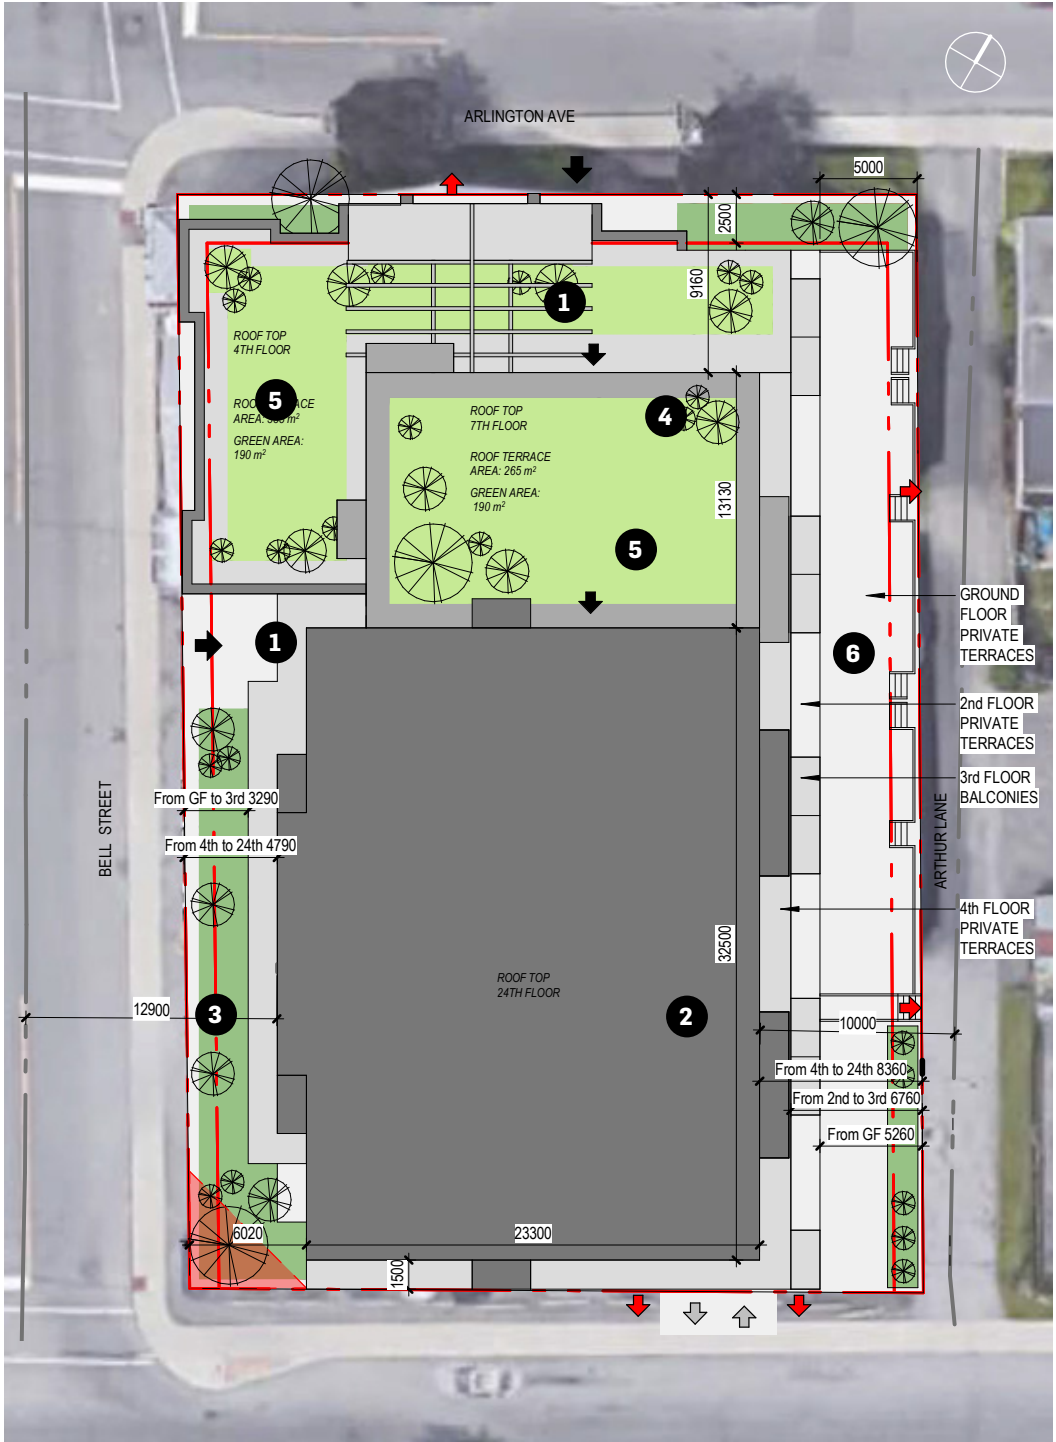 ARLINGTON AVE
5000
2500
9160
1
ROOF TOP
4TH FLOOR
5
AREA:
m²
GREEN AREA:
190 m²
ROOF TOP
7TH FLOOR
4
ROOF TERRACE
AREA: 265 m²
GREEN AREA:
190 m²
13130
5
GROUND
FLOOR
PRIVATE
TERRACES
1
6
2nd FLOOR
PRIVATE
TERRACES
3rd FLOOR
BALCONIES
BELL STREET
From GF to 3rd 3290
From 4th to 24th 4790
ARTHUR LANE
4th FLOOR
PRIVATE
TERRACES
32500
ROOF TOP
24TH FLOOR
12900
3
2
10000
From 4th to 24th 8360
From 2nd to 3rd 6760
From GF 5260
6020
23300
1500